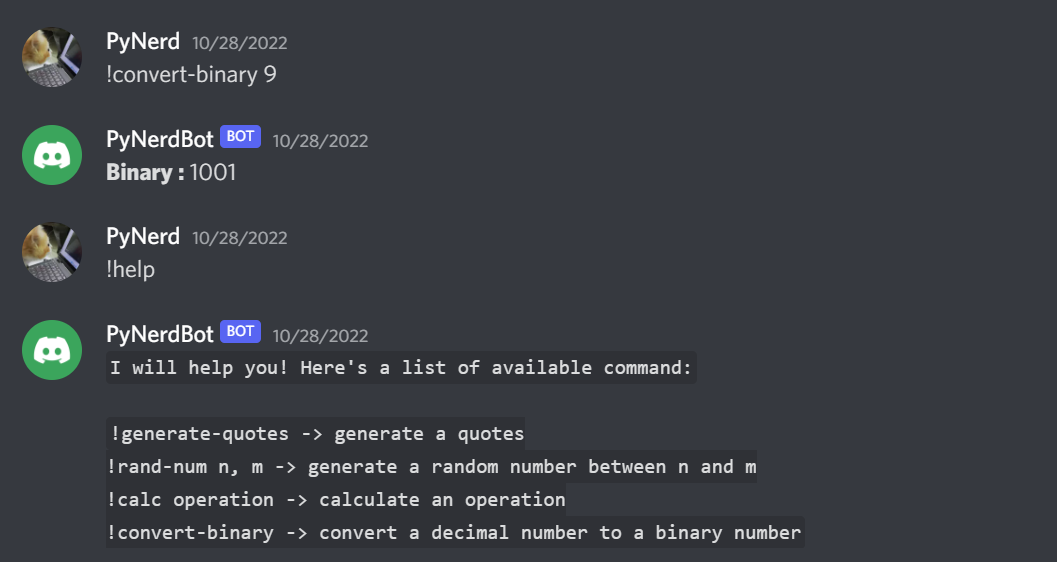 PyNerd 10/28/2022
!convert-binary 9
PyNerdBot BOT 10/28/2022
Binary : 1001
PyNerd 10/28/2022
!help
PyNerdBot BOT 10/28/2022
I will help you! Here's a list of available command:
!generate-quotes -> generate a quotes
!rand-num n, m -> generate a random number between n and m
!calc operation -> calculate an operation
!convert-binary -> convert a decimal number to a binary number